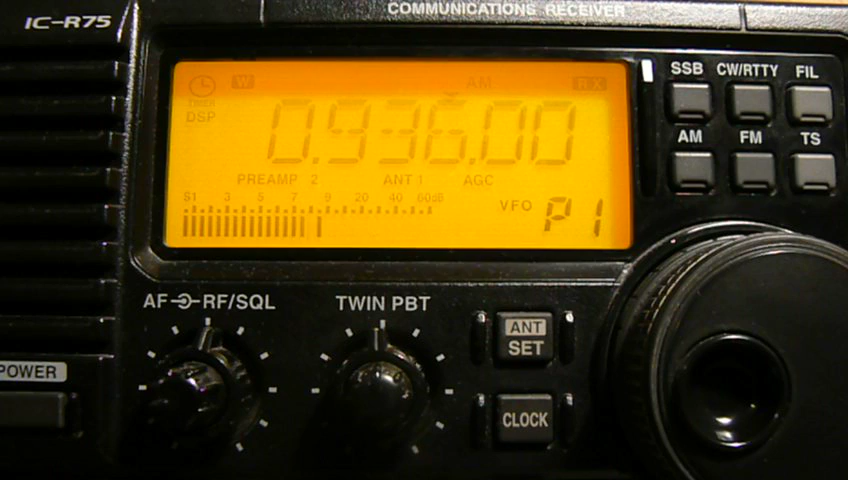 COMMUNICATIONS RECEIVER
IC-R75
SSB CW/RTTY FIL
AM FM TS
W AM RX
TIMER
DSP
0.936.00
PREAMP 2 ANT 1 AGC
S1 3 5 7 9 20 40 60dB
VFO P1
AF RF/SQL
TWIN PBT
ANT
SET
POWER
CLOCK